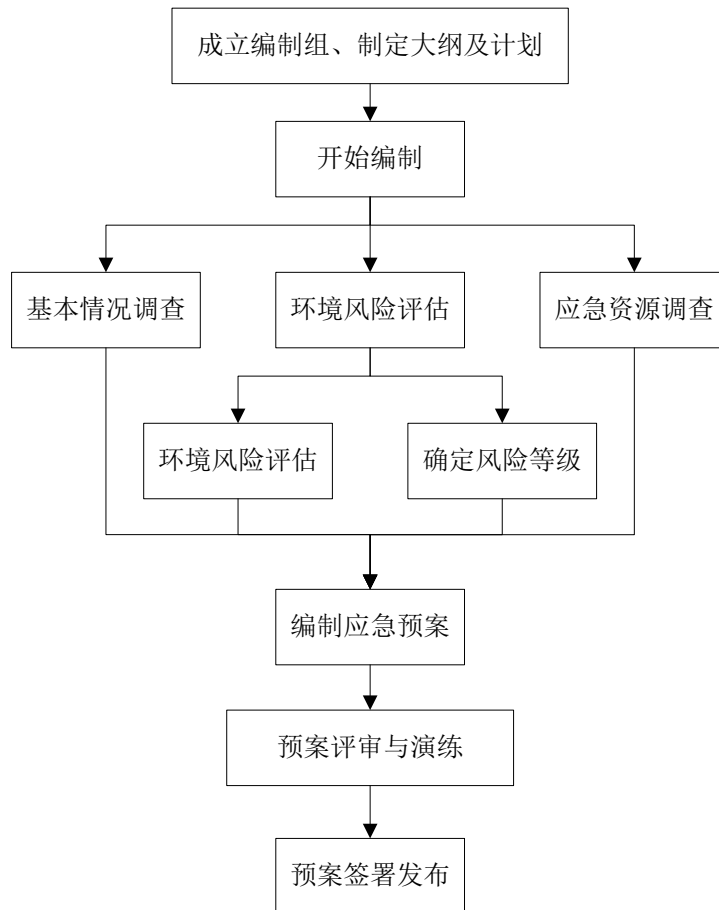 成立编制组、制定大纲及计划
开始编制
基本情况调查
环境风险评估
应急资源调查
环境风险评估
确定风险等级
编制应急预案
预案评审与演练
预案签署发布